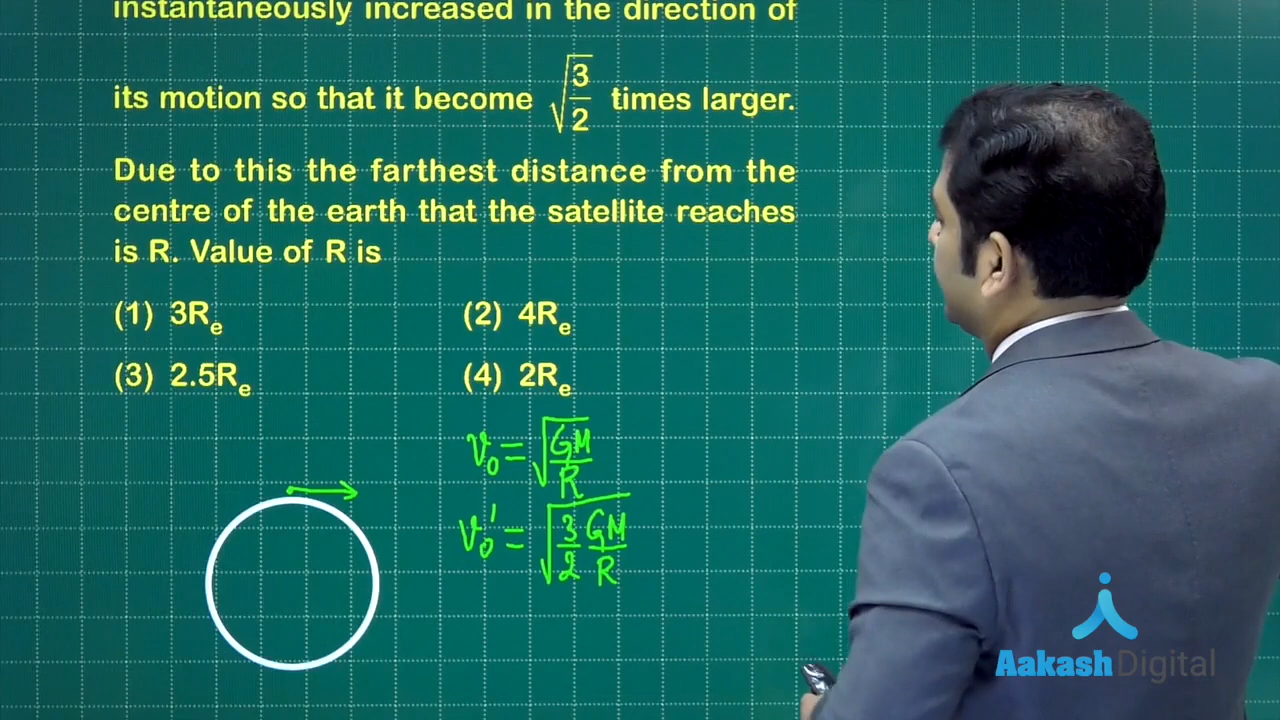 instantaneously increased in the direction of
its motion so that it become √(3/2) times larger.
Due to this the farthest distance from the
centre of the earth that the satellite reaches
is R. Value of R is
(1) 3Rₑ (2) 4Rₑ
(3) 2.5Rₑ (4) 2Rₑ
v₀ = √(GM/R)
v₀' = √(3/2 GM/R)
Aakash Digital